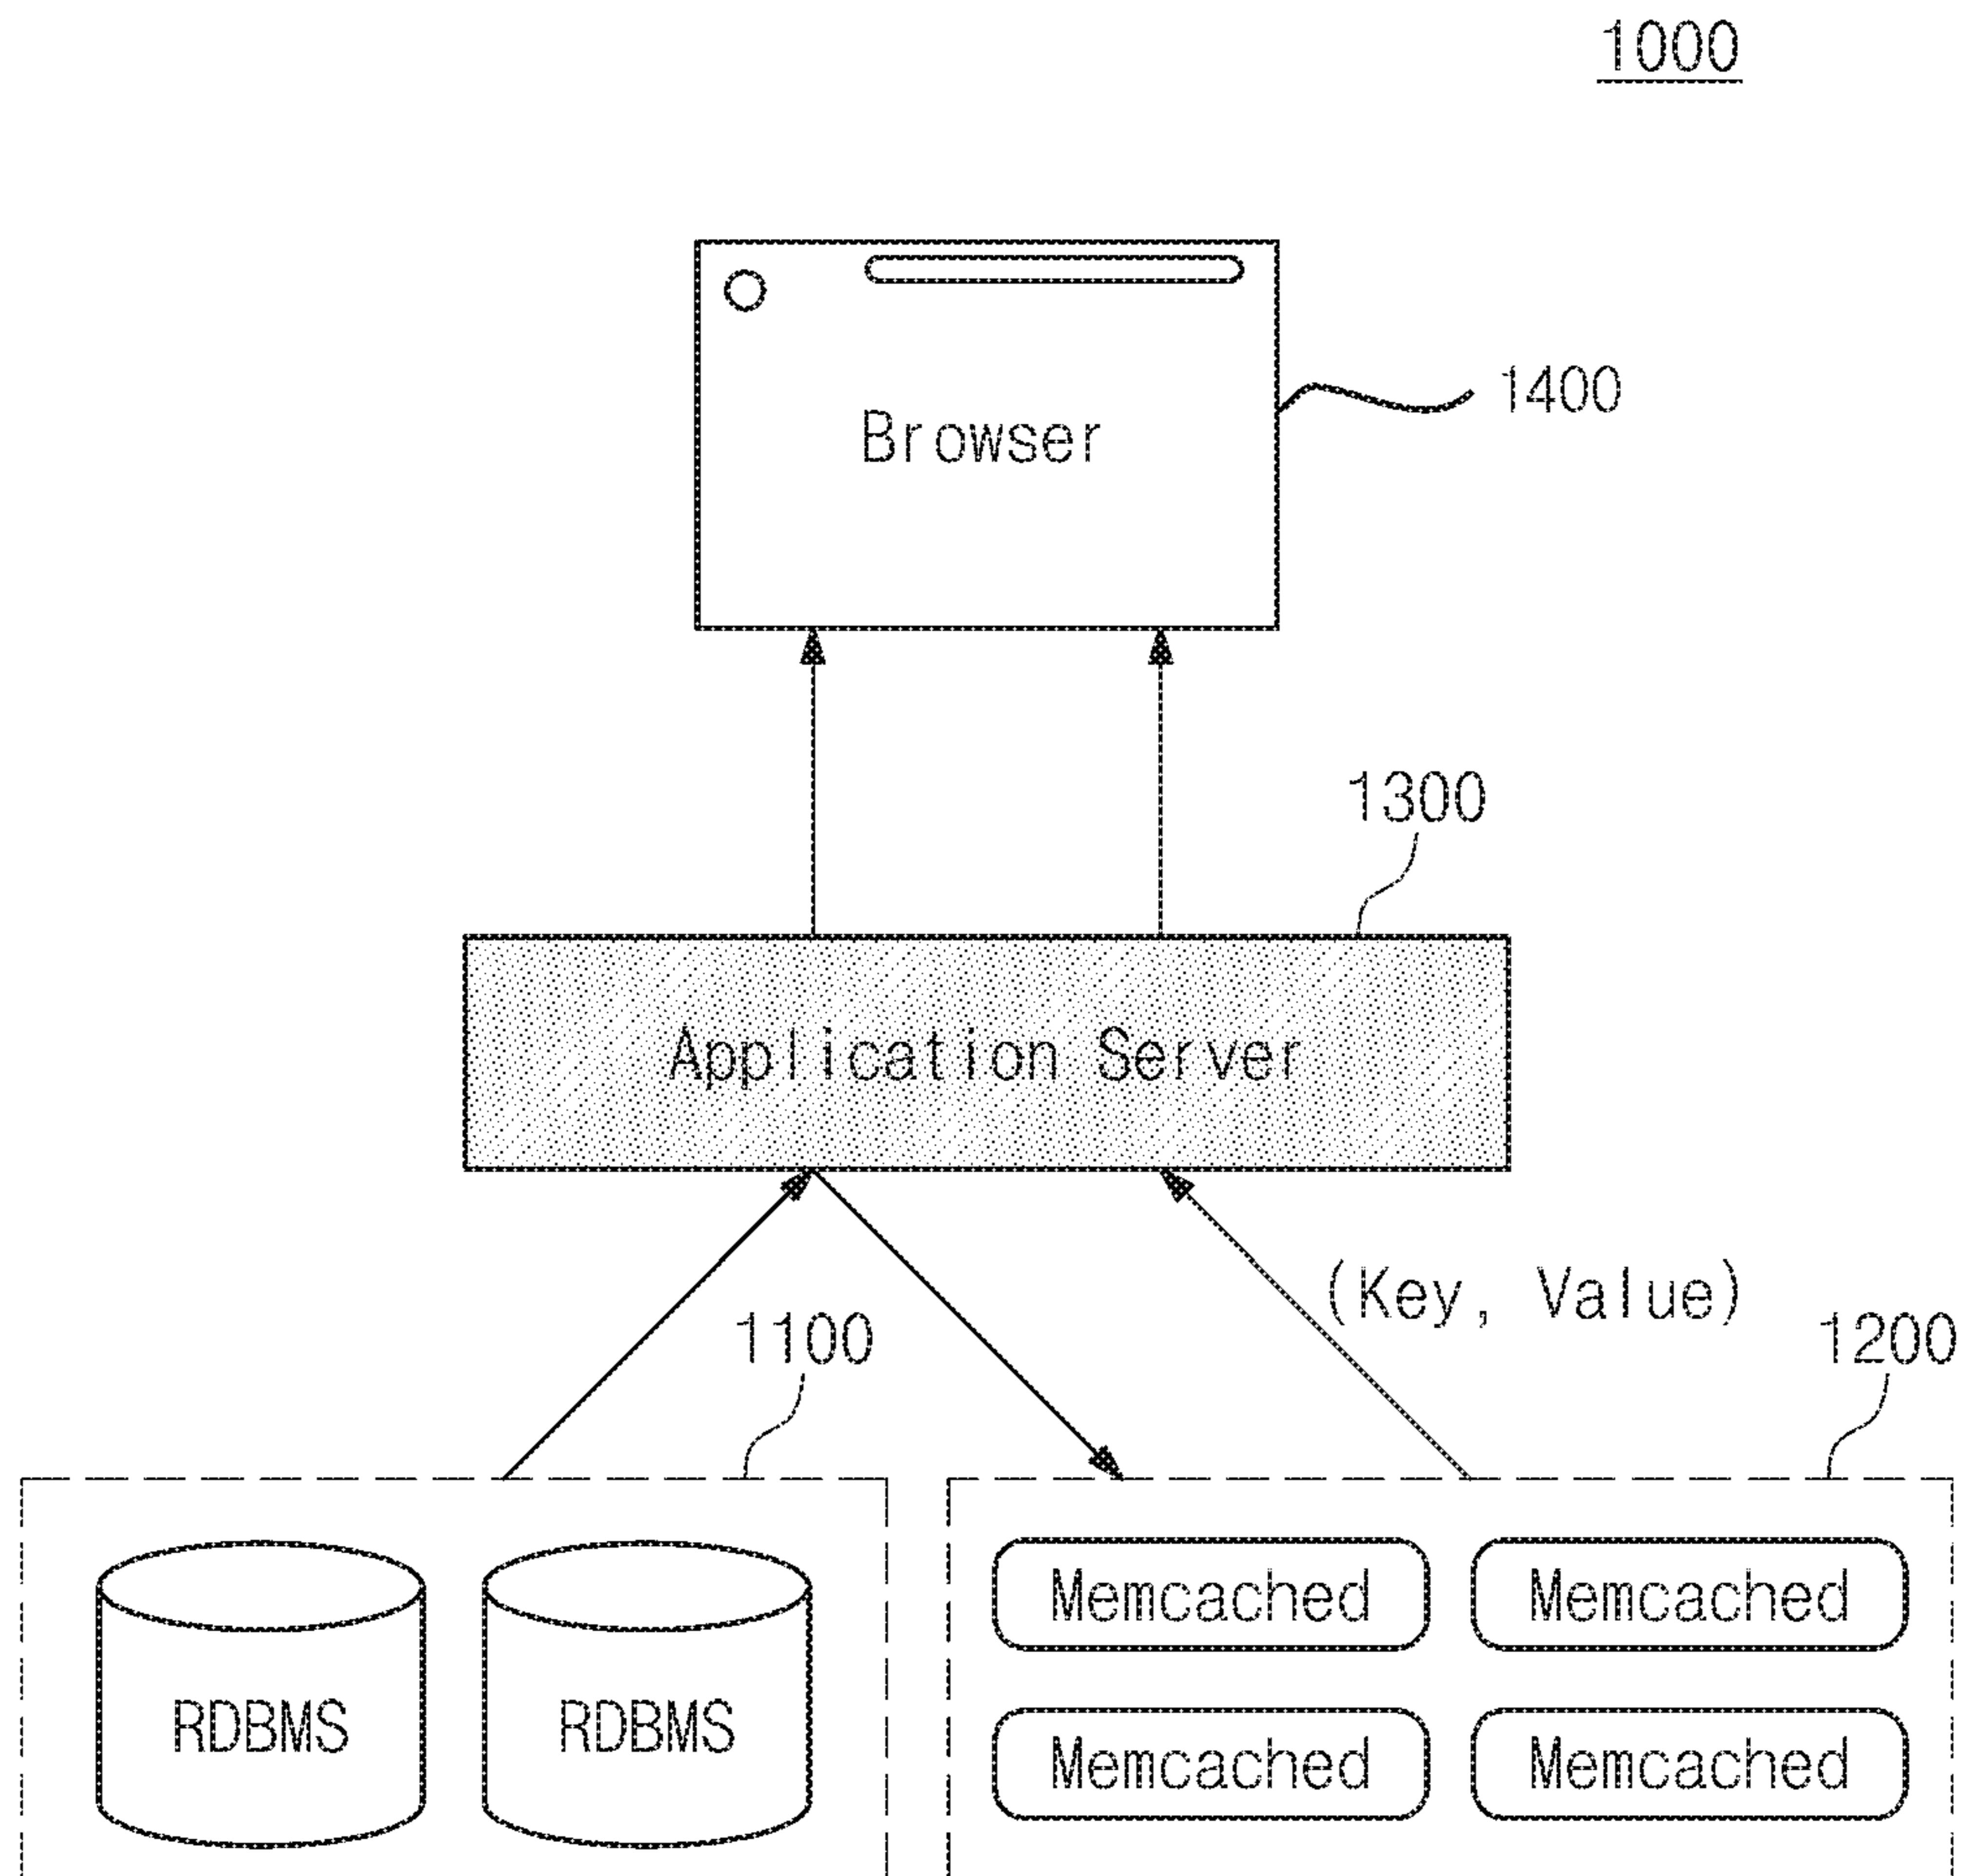 1000
1400
Browser
1300
Application Server
(Key, Value)
1100
1200
Memcached Memcached
RDBMS RDBMS
Memcached Memcached